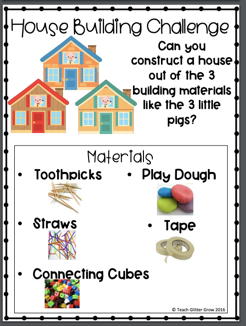 House Building Challenge
Can you
construct a house
out of the 3
building materials
like the 3 little
pigs?
Materials
• Toothpicks
• Play Dough
• Straws
• Tape
• Connecting Cubes
© Teach Glitter Grow 2016